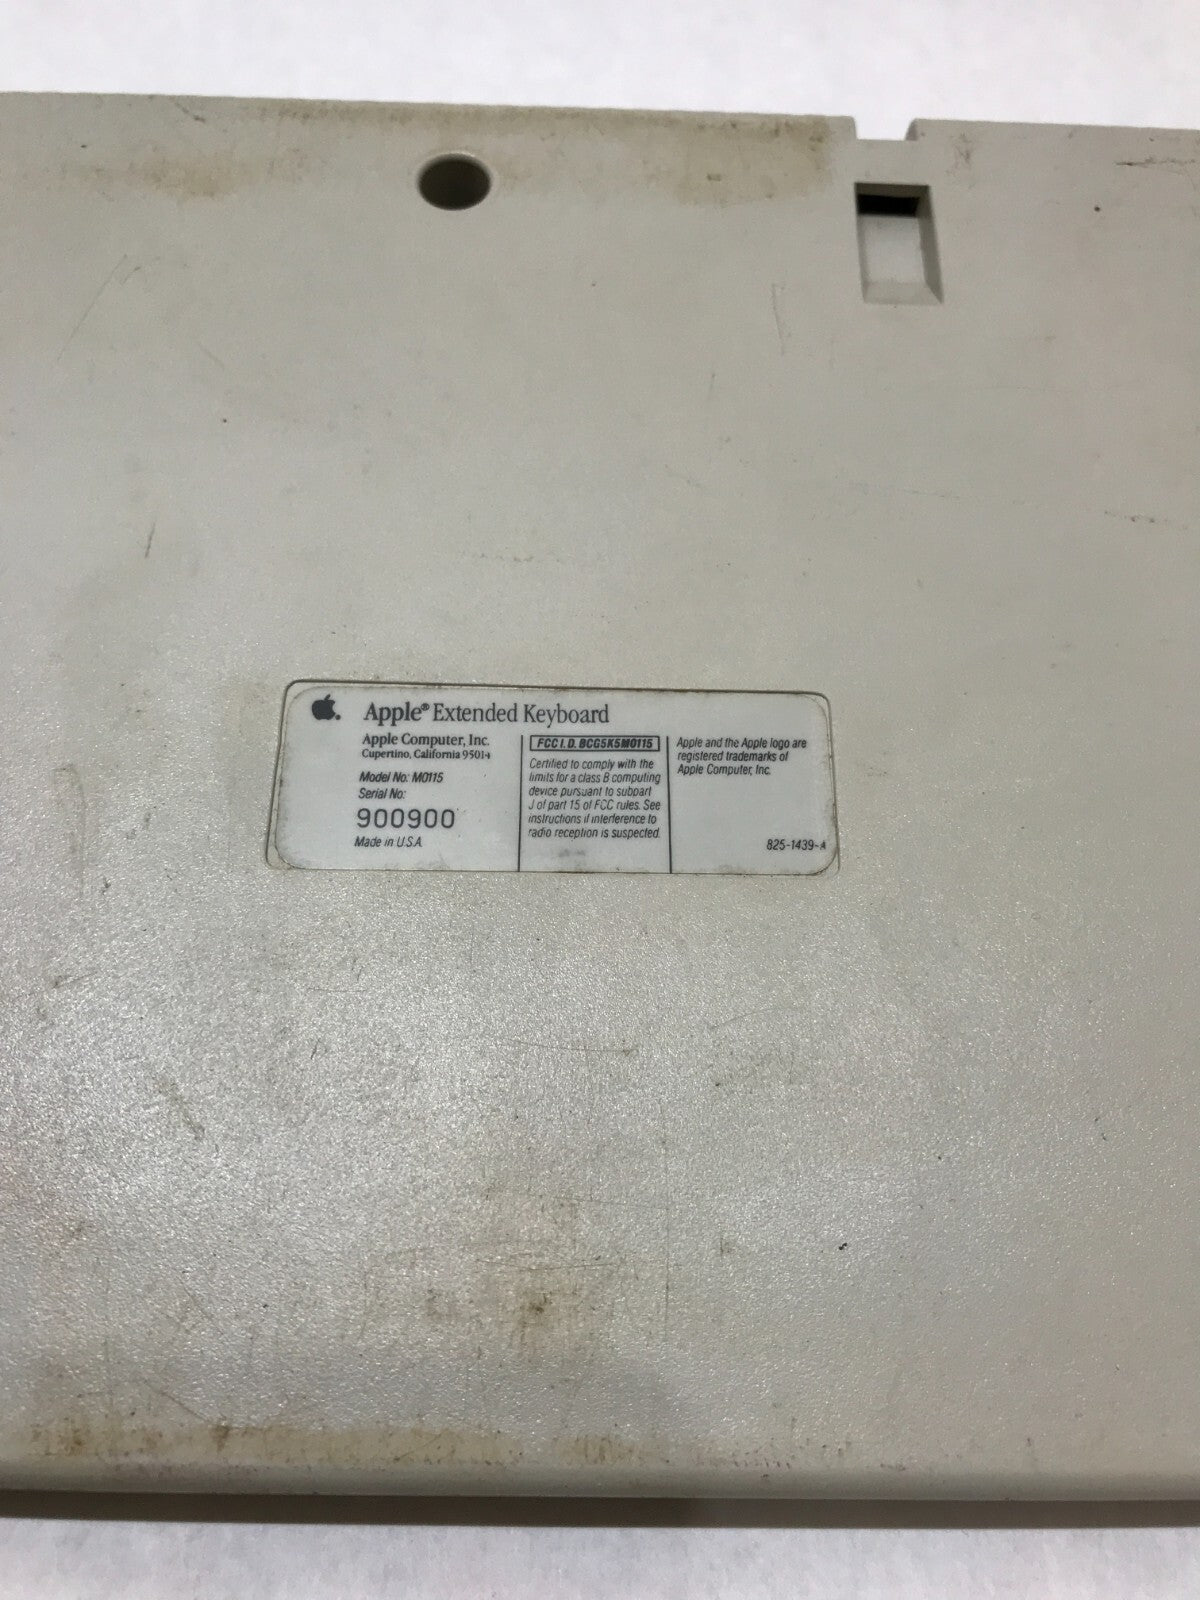 Apple® Extended Keyboard
Apple Computer, Inc.
Cupertino, California 95014
Model No: M0115
Serial No:
900900
Made in U.S.A
FCC I.D. BCG5K5M0115
Certified to comply with the
limits for a class B computing
device pursuant to subpart
J of part 15 of FCC rules. See
instructions if interference to
radio reception is suspected.
Apple and the Apple logo are
registered trademarks of
Apple Computer, Inc.
825-1439-A